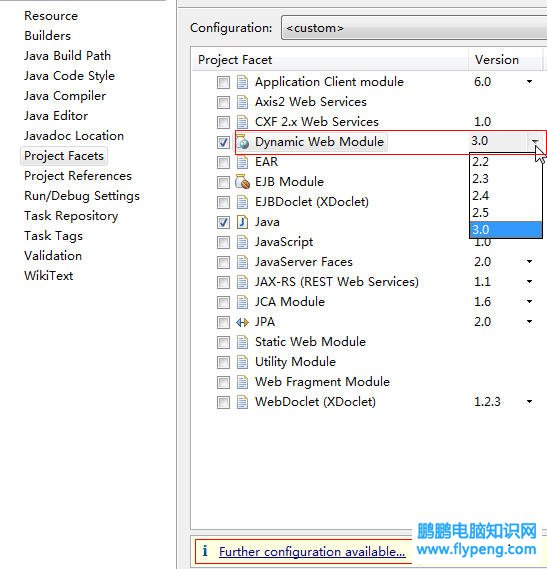 Resource
Builders
Java Build Path
Java Code Style
Java Compiler
Java Editor
Javadoc Location
Project Facets
Project References
Run/Debug Settings
Task Repository
Task Tags
Validation
WikiText
Configuration: <custom>
Project Facet Version
Application Client module 6.0
Axis2 Web Services
CXF 2.x Web Services 1.0
Dynamic Web Module 3.0
EAR 2.2
EJB Module 2.3
EJBDoclet (XDoclet) 2.4
Java 2.5
3.0
JavaScript 1.0
JavaServer Faces 2.0
JAX-RS (REST Web Services) 1.1
JCA Module 1.6
JPA 2.0
Static Web Module
Utility Module
Web Fragment Module
WebDoclet (XDoclet) 1.2.3
i Further configuration available...
鹏鹏电脑知识网
www.flypeng.com